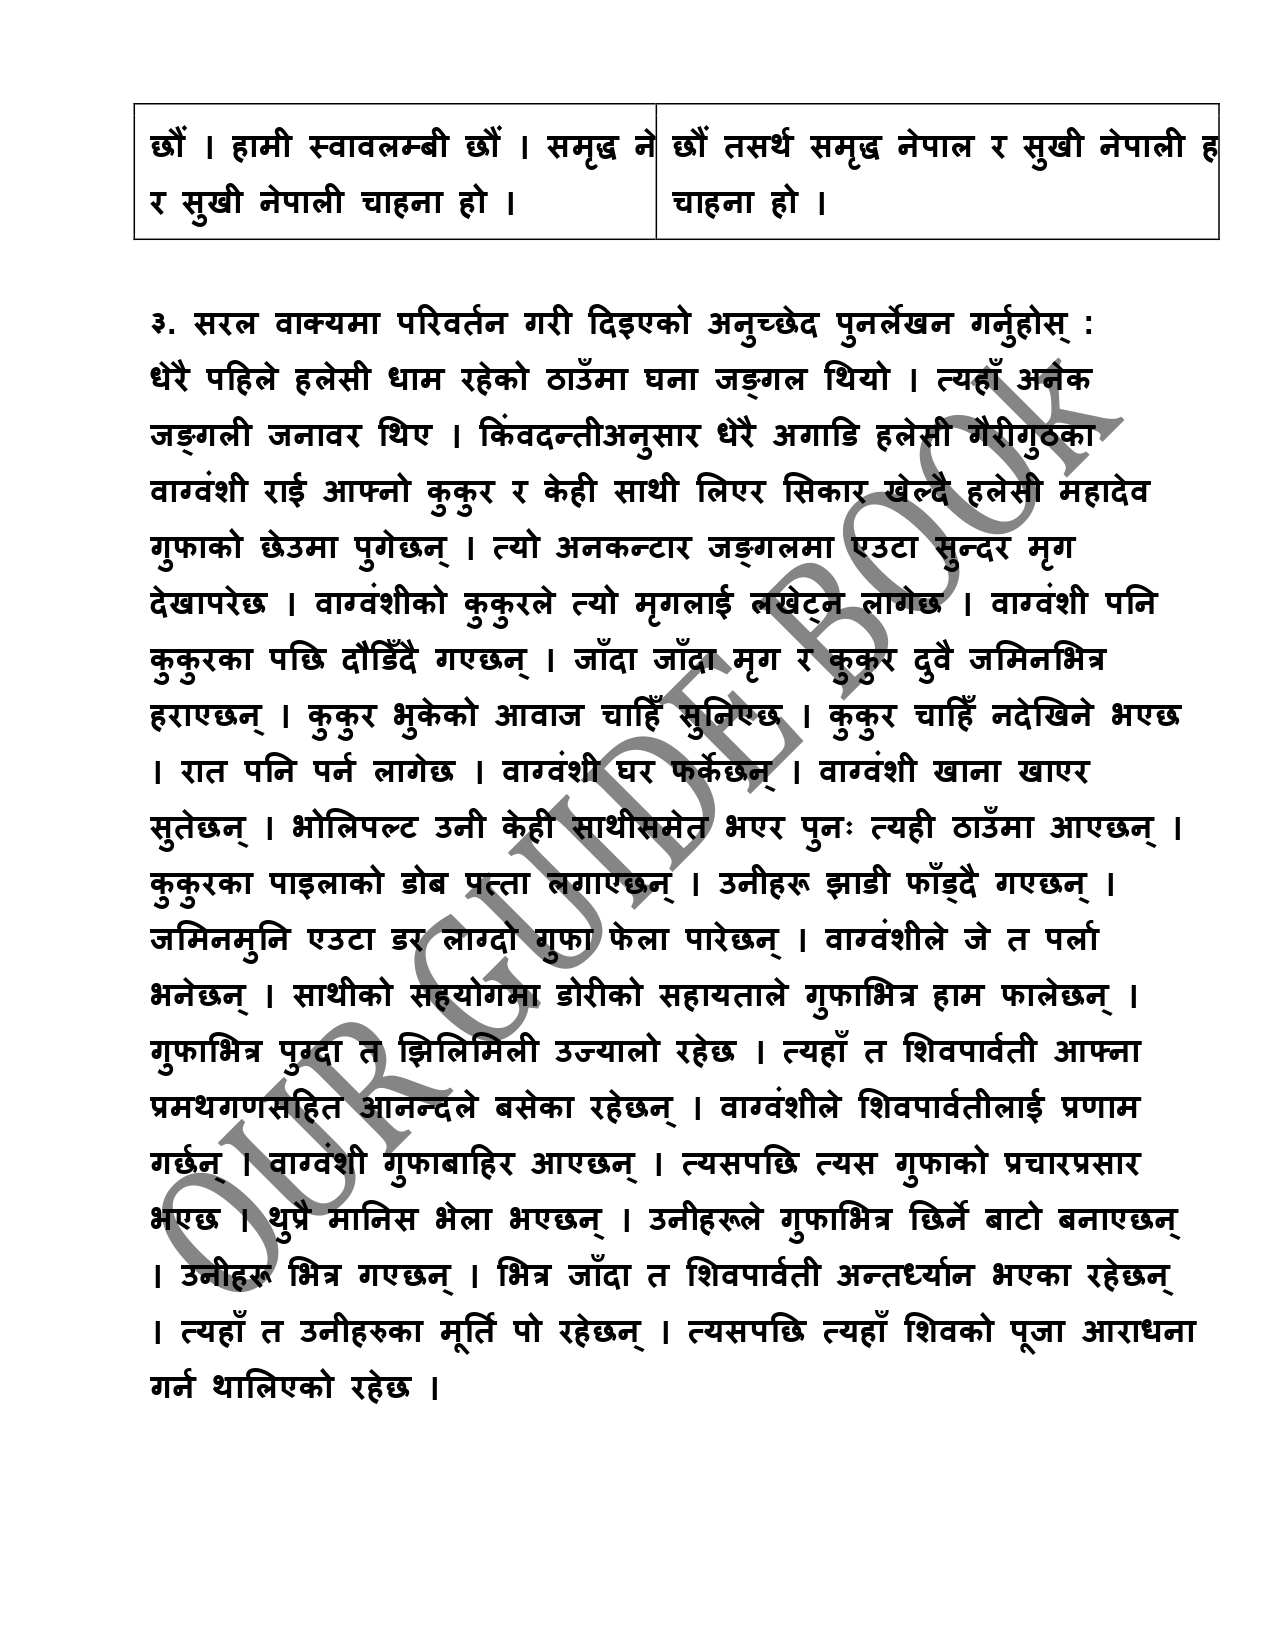 छौं । हामी स्वावलम्बी छौं । समृद्ध ने
र सुखी नेपाली चाहना हो ।
छौं तसर्थ समृद्ध नेपाल र सुखी नेपाली ह
चाहना हो ।
३. सरल वाक्यमा परिवर्तन गरी दिइएको अनुच्छेद पुनर्लेखन गर्नुहोस् :
धेरै पहिले हलेसी धाम रहेको ठाउँमा घना जङ्गल थियो । त्यहाँ अनेक
जङ्गली जनावर थिए । किंवदन्तीअनुसार धेरै अगाडि हलेसी गैरीगुठका
वाग्वंशी राई आफ्नो कुकुर र केही साथी लिएर सिकार खेल्दै हलेसी महादेव
गुफाको छेउमा पुगेछन् । त्यो अनकन्टार जङ्गलमा एउटा सुन्दर मृग
देखापरेछ । वाग्वंशीको कुकुरले त्यो मृगलाई लखेट्न लागेछ । वाग्वंशी पनि
कुकुरका पछि दौडिँदै गएछन् । जाँदा जाँदा मृग र कुकुर दुवै जमिनभित्र
हराएछन् । कुकुर भुकेको आवाज चाहिँ सुनिएछ । कुकुर चाहिँ नदेखिने भएछ
। रात पनि पर्न लागेछ । वाग्वंशी घर फर्केछन् । वाग्वंशी खाना खाएर
सुतेछन् । भोलिपल्ट उनी केही साथीसमेत भएर पुनः त्यही ठाउँमा आएछन् ।
कुकुरका पाइलाको डोब पत्ता लगाएछन् । उनीहरू झाडी फाँड्दै गएछन् ।
जमिनमुनि एउटा डर लाग्दो गुफा फेला पारेछन् । वाग्वंशीले जे त पर्ला
भनेछन् । साथीको सहयोगमा डोरीको सहायताले गुफाभित्र हाम फालेछन् ।
गुफाभित्र पुग्दा त झिलिमिली उज्यालो रहेछ । त्यहाँ त शिवपार्वती आफ्ना
प्रमथगणसहित आनन्दले बसेका रहेछन् । वाग्वंशीले शिवपार्वतीलाई प्रणाम
गर्छन् । वाग्वंशी गुफाबाहिर आएछन् । त्यसपछि त्यस गुफाको प्रचारप्रसार
भएछ । थुप्रै मानिस भेला भएछन् । उनीहरूले गुफाभित्र छिर्ने बाटो बनाएछन्
। उनीहरू भित्र गएछन् । भित्र जाँदा त शिवपार्वती अन्तर्ध्यान भएका रहेछन्
। त्यहाँ त उनीहरुका मूर्ति पो रहेछन् । त्यसपछि त्यहाँ शिवको पूजा आराधना
गर्न थालिएको रहेछ ।
OUR GUIDE BOOK